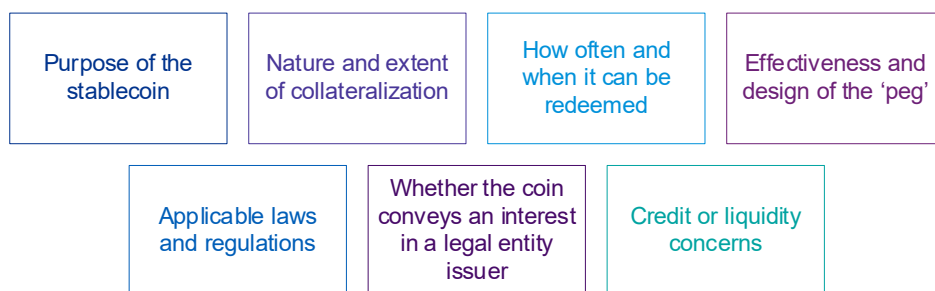 Purpose of the
stablecoin
Nature and extent
of collateralization
How often and
when it can be
redeemed
Effectiveness and
design of the ‘peg’
Applicable laws
and regulations
Whether the coin
conveys an interest
in a legal entity
issuer
Credit or liquidity
concerns